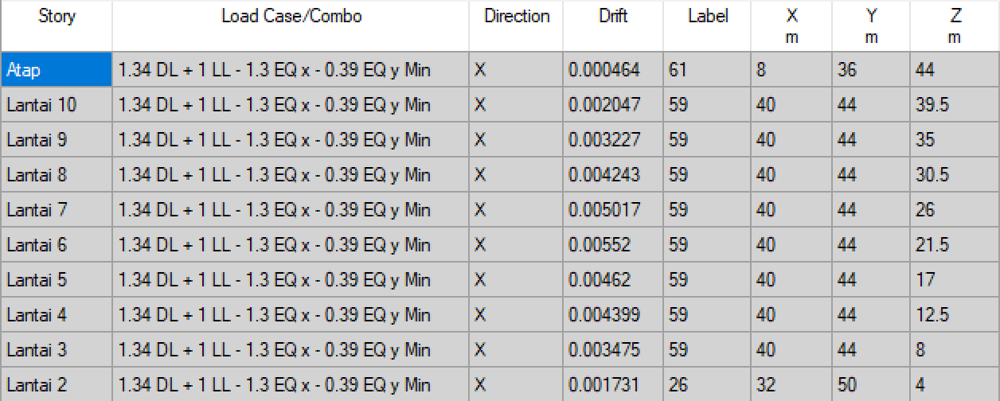 Story Load Case/Combo Direction Drift Label X Y Z
m m m
Atap 1.34 DL + 1 LL - 1.3 EQ x - 0.39 EQ y Min X 0.000464 61 8 36 44
Lantai 10 1.34 DL + 1 LL - 1.3 EQ x - 0.39 EQ y Min X 0.002047 59 40 44 39.5
Lantai 9 1.34 DL + 1 LL - 1.3 EQ x - 0.39 EQ y Min X 0.003227 59 40 44 35
Lantai 8 1.34 DL + 1 LL - 1.3 EQ x - 0.39 EQ y Min X 0.004243 59 40 44 30.5
Lantai 7 1.34 DL + 1 LL - 1.3 EQ x - 0.39 EQ y Min X 0.005017 59 40 44 26
Lantai 6 1.34 DL + 1 LL - 1.3 EQ x - 0.39 EQ y Min X 0.00552 59 40 44 21.5
Lantai 5 1.34 DL + 1 LL - 1.3 EQ x - 0.39 EQ y Min X 0.00462 59 40 44 17
Lantai 4 1.34 DL + 1 LL - 1.3 EQ x - 0.39 EQ y Min X 0.004399 59 40 44 12.5
Lantai 3 1.34 DL + 1 LL - 1.3 EQ x - 0.39 EQ y Min X 0.003475 59 40 44 8
Lantai 2 1.34 DL + 1 LL - 1.3 EQ x - 0.39 EQ y Min X 0.001731 26 32 50 4